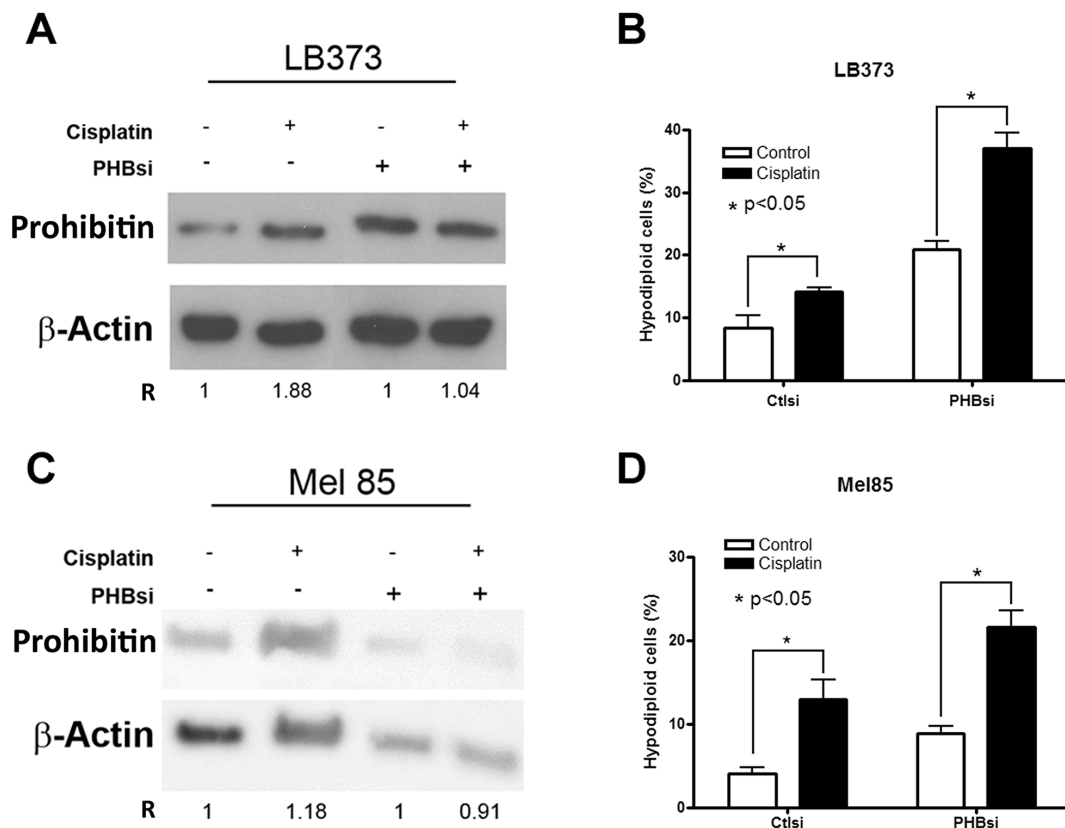 A
LB373
Cisplatin - + - +
PHBsi - - + +
Prohibitin
β-Actin
R 1 1.88 1 1.04
B
LB373
Hypodiploid cells (%)
40
30
20
10
0
Control
Cisplatin
* p<0.05
*
*
Ctlsi PHBsi
C
Mel 85
Cisplatin - + - +
PHBsi - - + +
Prohibitin
β-Actin
R 1 1.18 1 0.91
D
Mel85
Hypodiploid cells (%)
30
20
10
0
Control
Cisplatin
* p<0.05
*
*
Ctlsi PHBsi